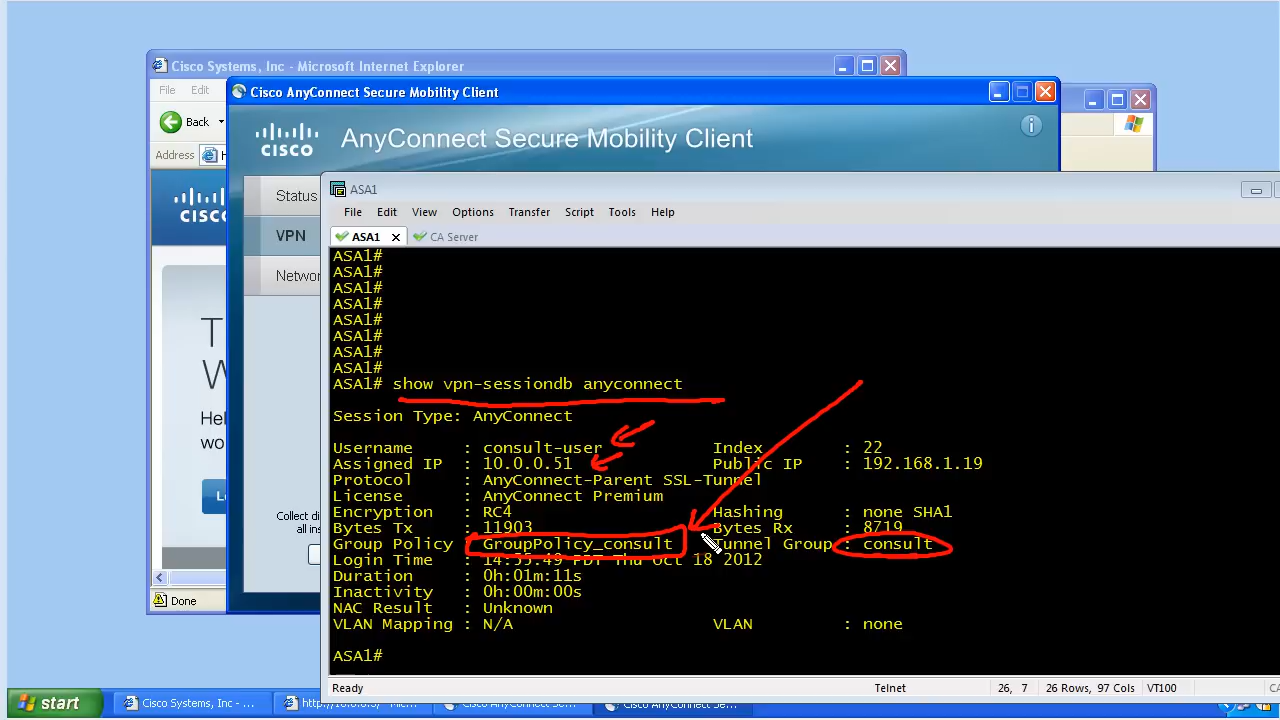 Cisco Systems, Inc - Microsoft Internet Explorer
File Edit
Cisco AnyConnect Secure Mobility Client
Back
Address
CISCO AnyConnect Secure Mobility Client
Status
VPN
ASA1
File Edit View Options Transfer Script Tools Help
ASA1 CA Server
ASA1#
ASA1#
ASA1#
ASA1#
ASA1#
ASA1#
ASA1#
ASA1#
ASA1# show vpn-sessiondb anyconnect
Session Type: AnyConnect
Username : consult-user Index : 22
Assigned IP : 10.0.0.51 Public IP : 192.168.1.19
Protocol : AnyConnect-Parent SSL-Tunnel
License : AnyConnect Premium
Encryption : RC4 Hashing : none SHA1
Bytes Tx : 11903 Bytes Rx : 8719
Group Policy : GroupPolicy_consult Tunnel Group : consult
Login Time : 14:55:49 PDT Thu Oct 18 2012
Duration : 0h:01m:11s
Inactivity : 0h:00m:00s
NAC Result : Unknown
VLAN Mapping : N/A VLAN : none
ASA1#
Ready Telnet 26, 7 26 Rows, 97 Cols VT100
Collect di
Done
start Cisco Systems, Inc - ...